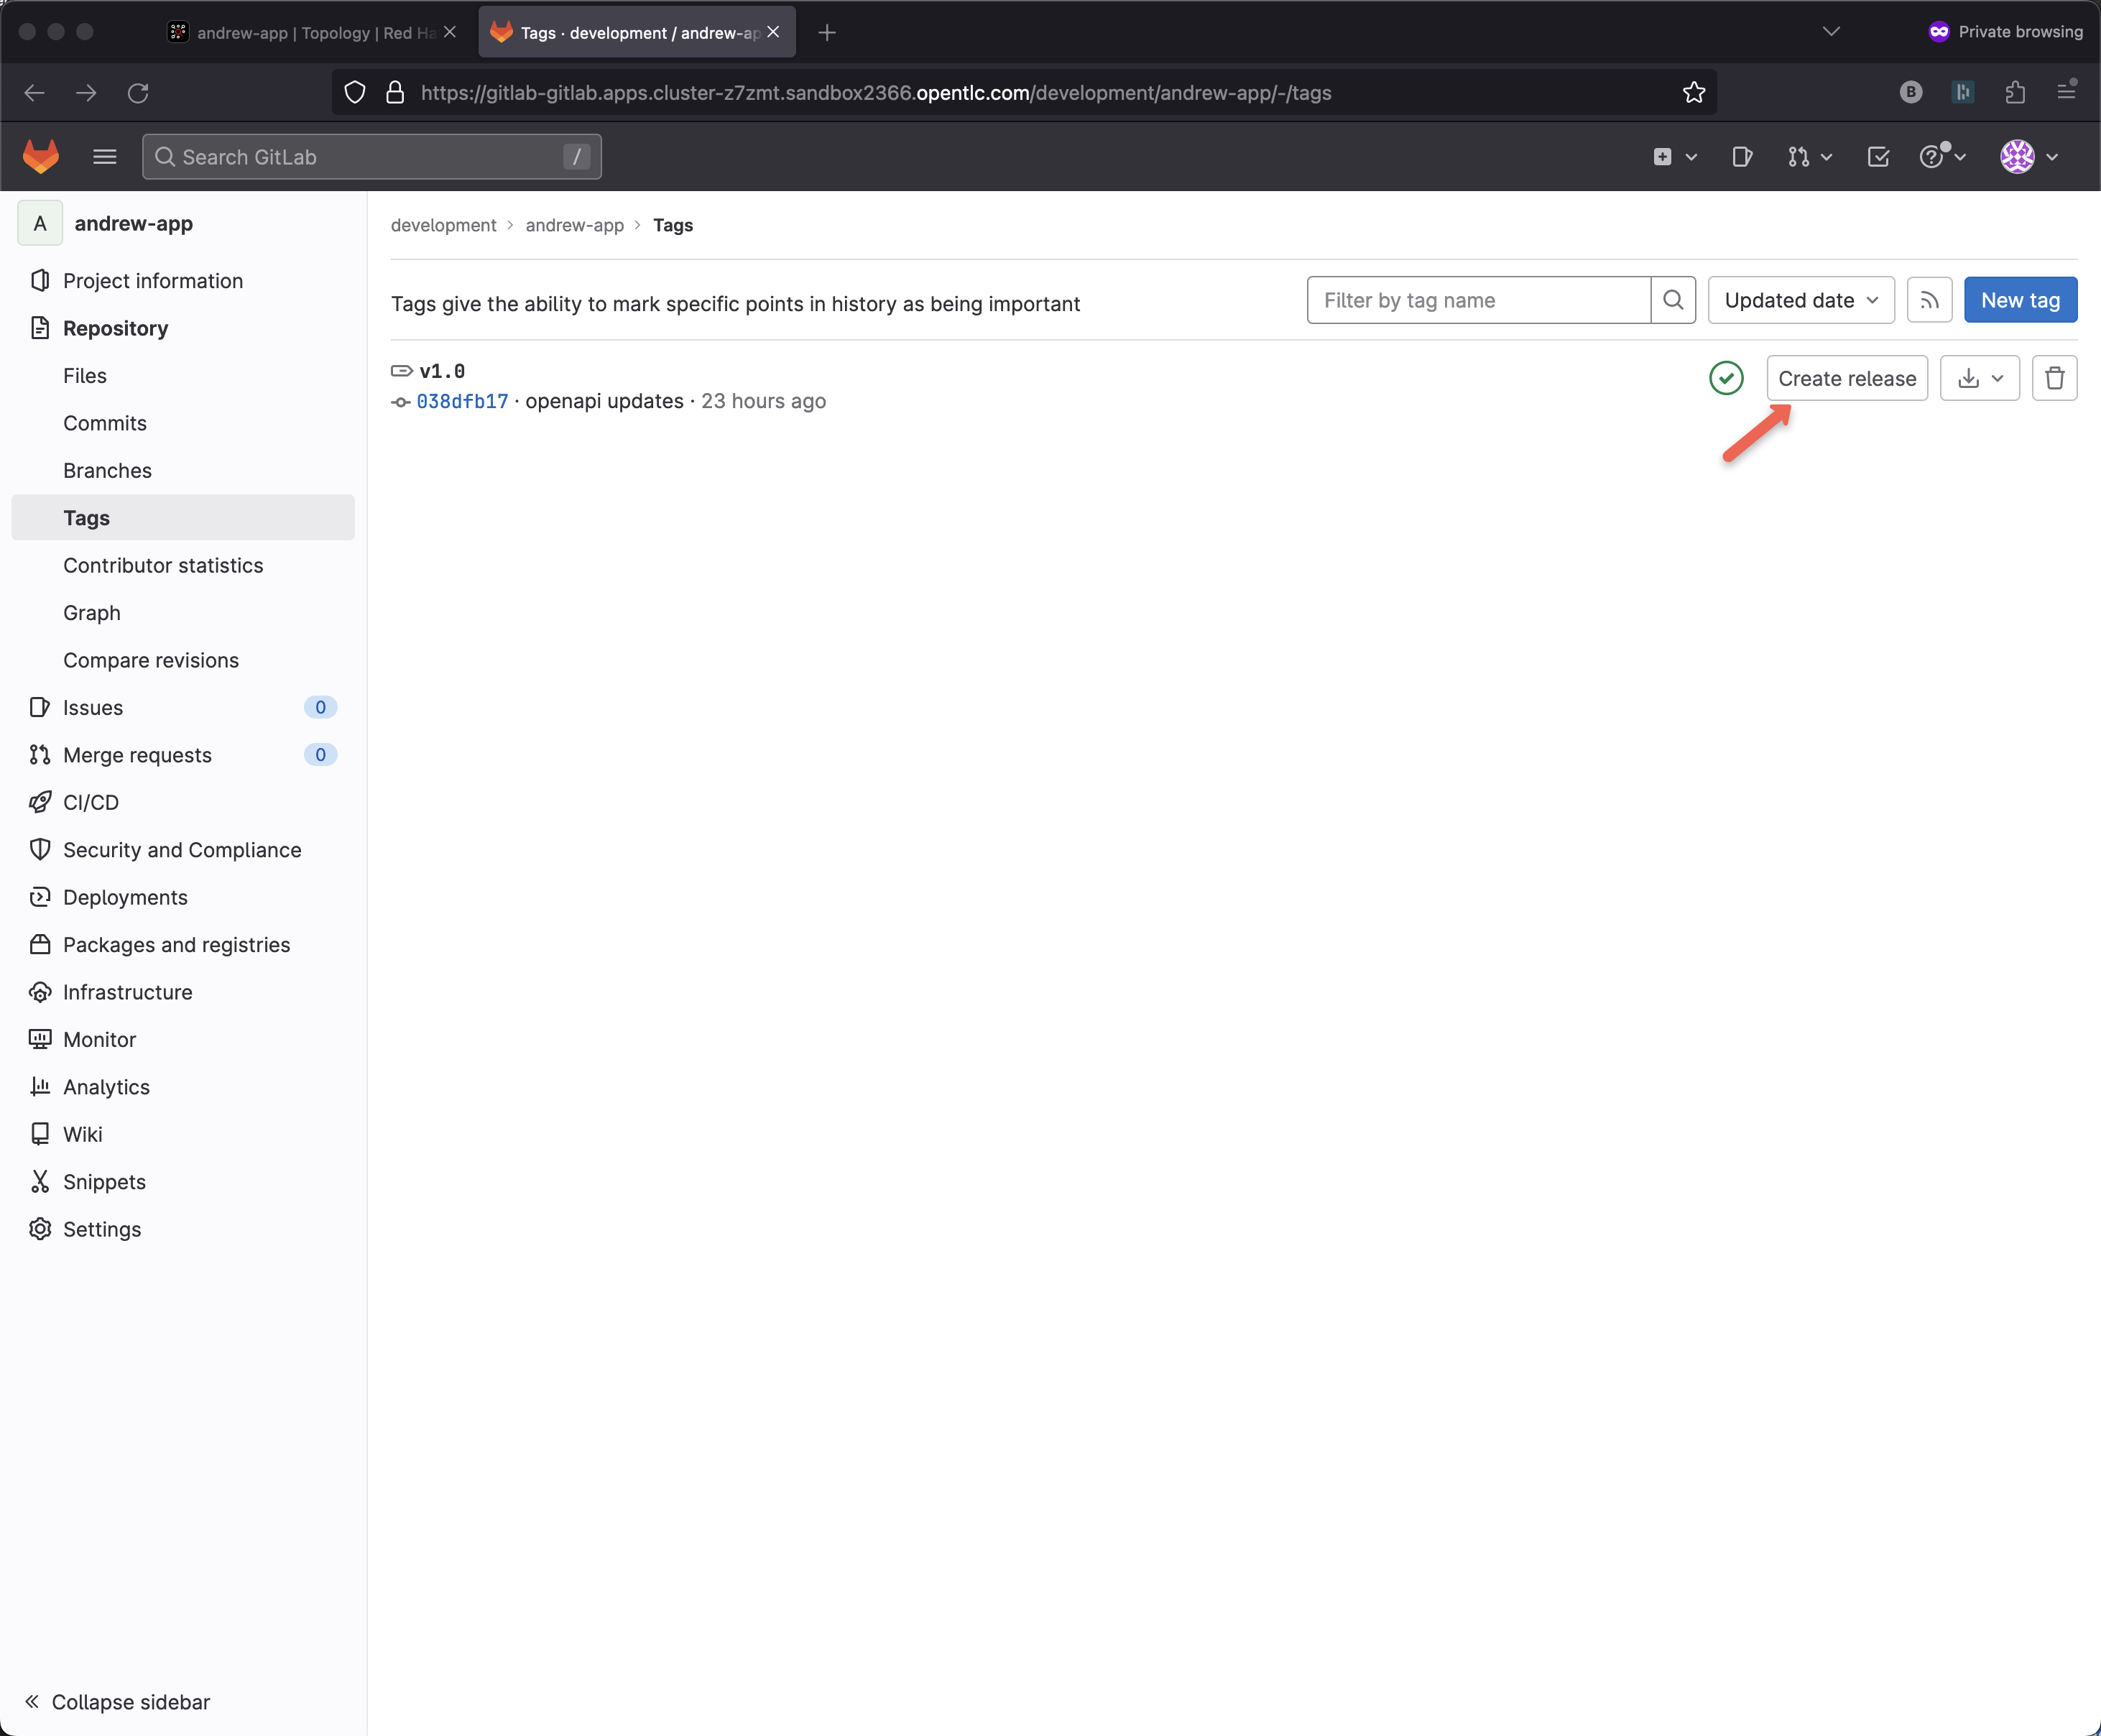 andrew-app | Topology | Red Ha
Tags · development / andrew-ap
Private browsing
https://gitlab-gitlab.apps.cluster-z7zmt.sandbox2366.opentlc.com/development/andrew-app/-/tags
B
Search GitLab
/
A
andrew-app
development > andrew-app > Tags
Project information
Tags give the ability to mark specific points in history as being important
Filter by tag name
Updated date
New tag
Repository
v1.0
Create release
038dfb17 · openapi updates · 23 hours ago
Files
Commits
Branches
Tags
Contributor statistics
Graph
Compare revisions
Issues 0
Merge requests 0
CI/CD
Security and Compliance
Deployments
Packages and registries
Infrastructure
Monitor
Analytics
Wiki
Snippets
Settings
Collapse sidebar